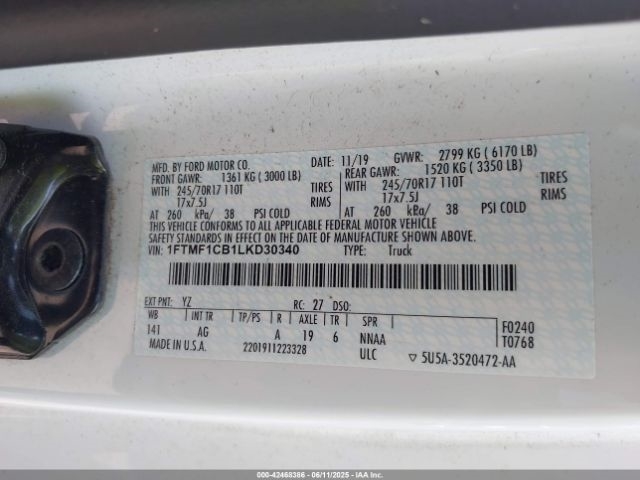 MFD. BY FORD MOTOR CO.
DATE: 11/19 GVWR: 2799 KG ( 6170 LB)
FRONT GAWR: 1361 KG ( 3000 LB) REAR GAWR: 1520 KG ( 3350 LB)
WITH 245/70R17 110T TIRES WITH 245/70R17 110T TIRES
17x7.5J RIMS 17x7.5J RIMS
AT 260 kPa/ 38 PSI COLD AT 260 kPa/ 38 PSI COLD
THIS VEHICLE CONFORMS TO ALL APPLICABLE FEDERAL MOTOR VEHICLE
SAFETY STANDARDS IN EFFECT ON THE DATE OF MANUFACTURE SHOWN ABOVE.
VIN: 1FTMF1CB1LKD30340 TYPE: Truck
EXT PNT: YZ RC: 27 DSO:
WB INT TR TP/PS R AXLE TR SPR F0240
141 AG A 19 6 NNAA T0768
MADE IN U.S.A. 2201911223328 ULC ▽ 5U5A-3520472-AA
000-42468386 - 06/11/2025 - IAAI.com